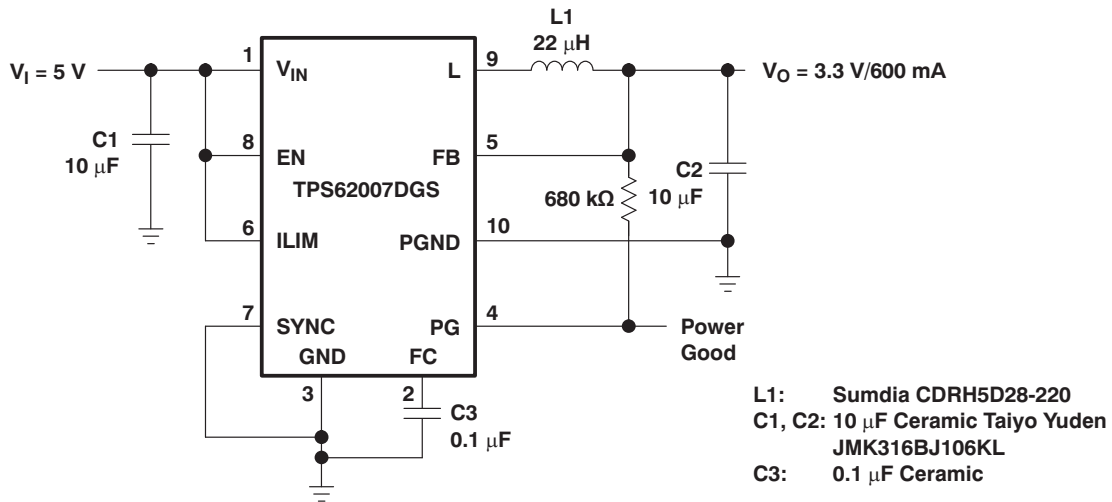 L1
22 µH
V_I = 5 V
1
V_IN
L
9
V_O = 3.3 V/600 mA
C1
10 µF
8
EN
FB
5
TPS62007DGS
680 kΩ
C2
10 µF
6
ILIM
PGND
10
7
SYNC
PG
4
Power
Good
GND
FC
3
2
C3
0.1 µF
L1: Sumdia CDRH5D28-220
C1, C2: 10 µF Ceramic Taiyo Yuden
JMK316BJ106KL
C3: 0.1 µF Ceramic